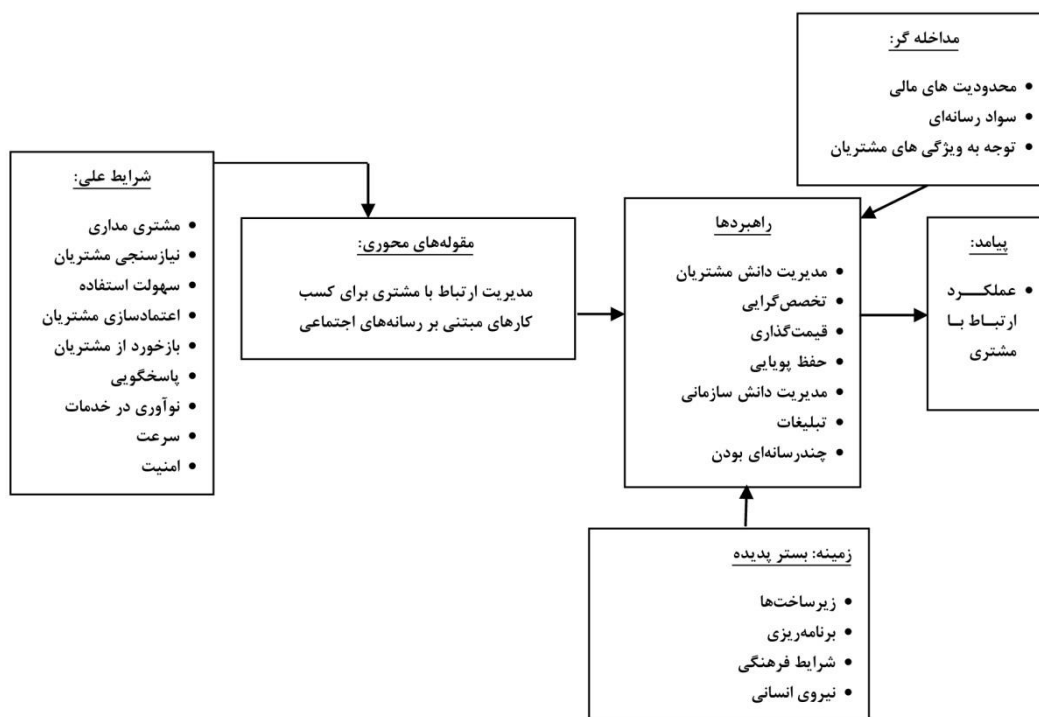 مداخله گر:
• محدودیت های مالی
• سواد رسانه‌ای
• توجه به ویژگی های مشتریان
شرایط علی:
• مشتری مداری
• نیازسنجی مشتریان
• سهولت استفاده
• اعتمادسازی مشتریان
• بازخورد از مشتریان
• پاسخگویی
• نوآوری در خدمات
• سرعت
• امنیت
مقوله‌های محوری:
مدیریت ارتباط با مشتری برای کسب
کارهای مبتنی بر رسانه‌های اجتماعی
راهبردها
• مدیریت دانش مشتریان
• تخصص‌گرایی
• قیمت‌گذاری
• حفظ پویایی
• مدیریت دانش سازمانی
• تبلیغات
• چندرسانه‌ای بودن
پیامد:
• عملکرد
ارتباط با
مشتری
زمینه: بستر پدیده
• زیرساخت‌ها
• برنامه‌ریزی
• شرایط فرهنگی
• نیروی انسانی